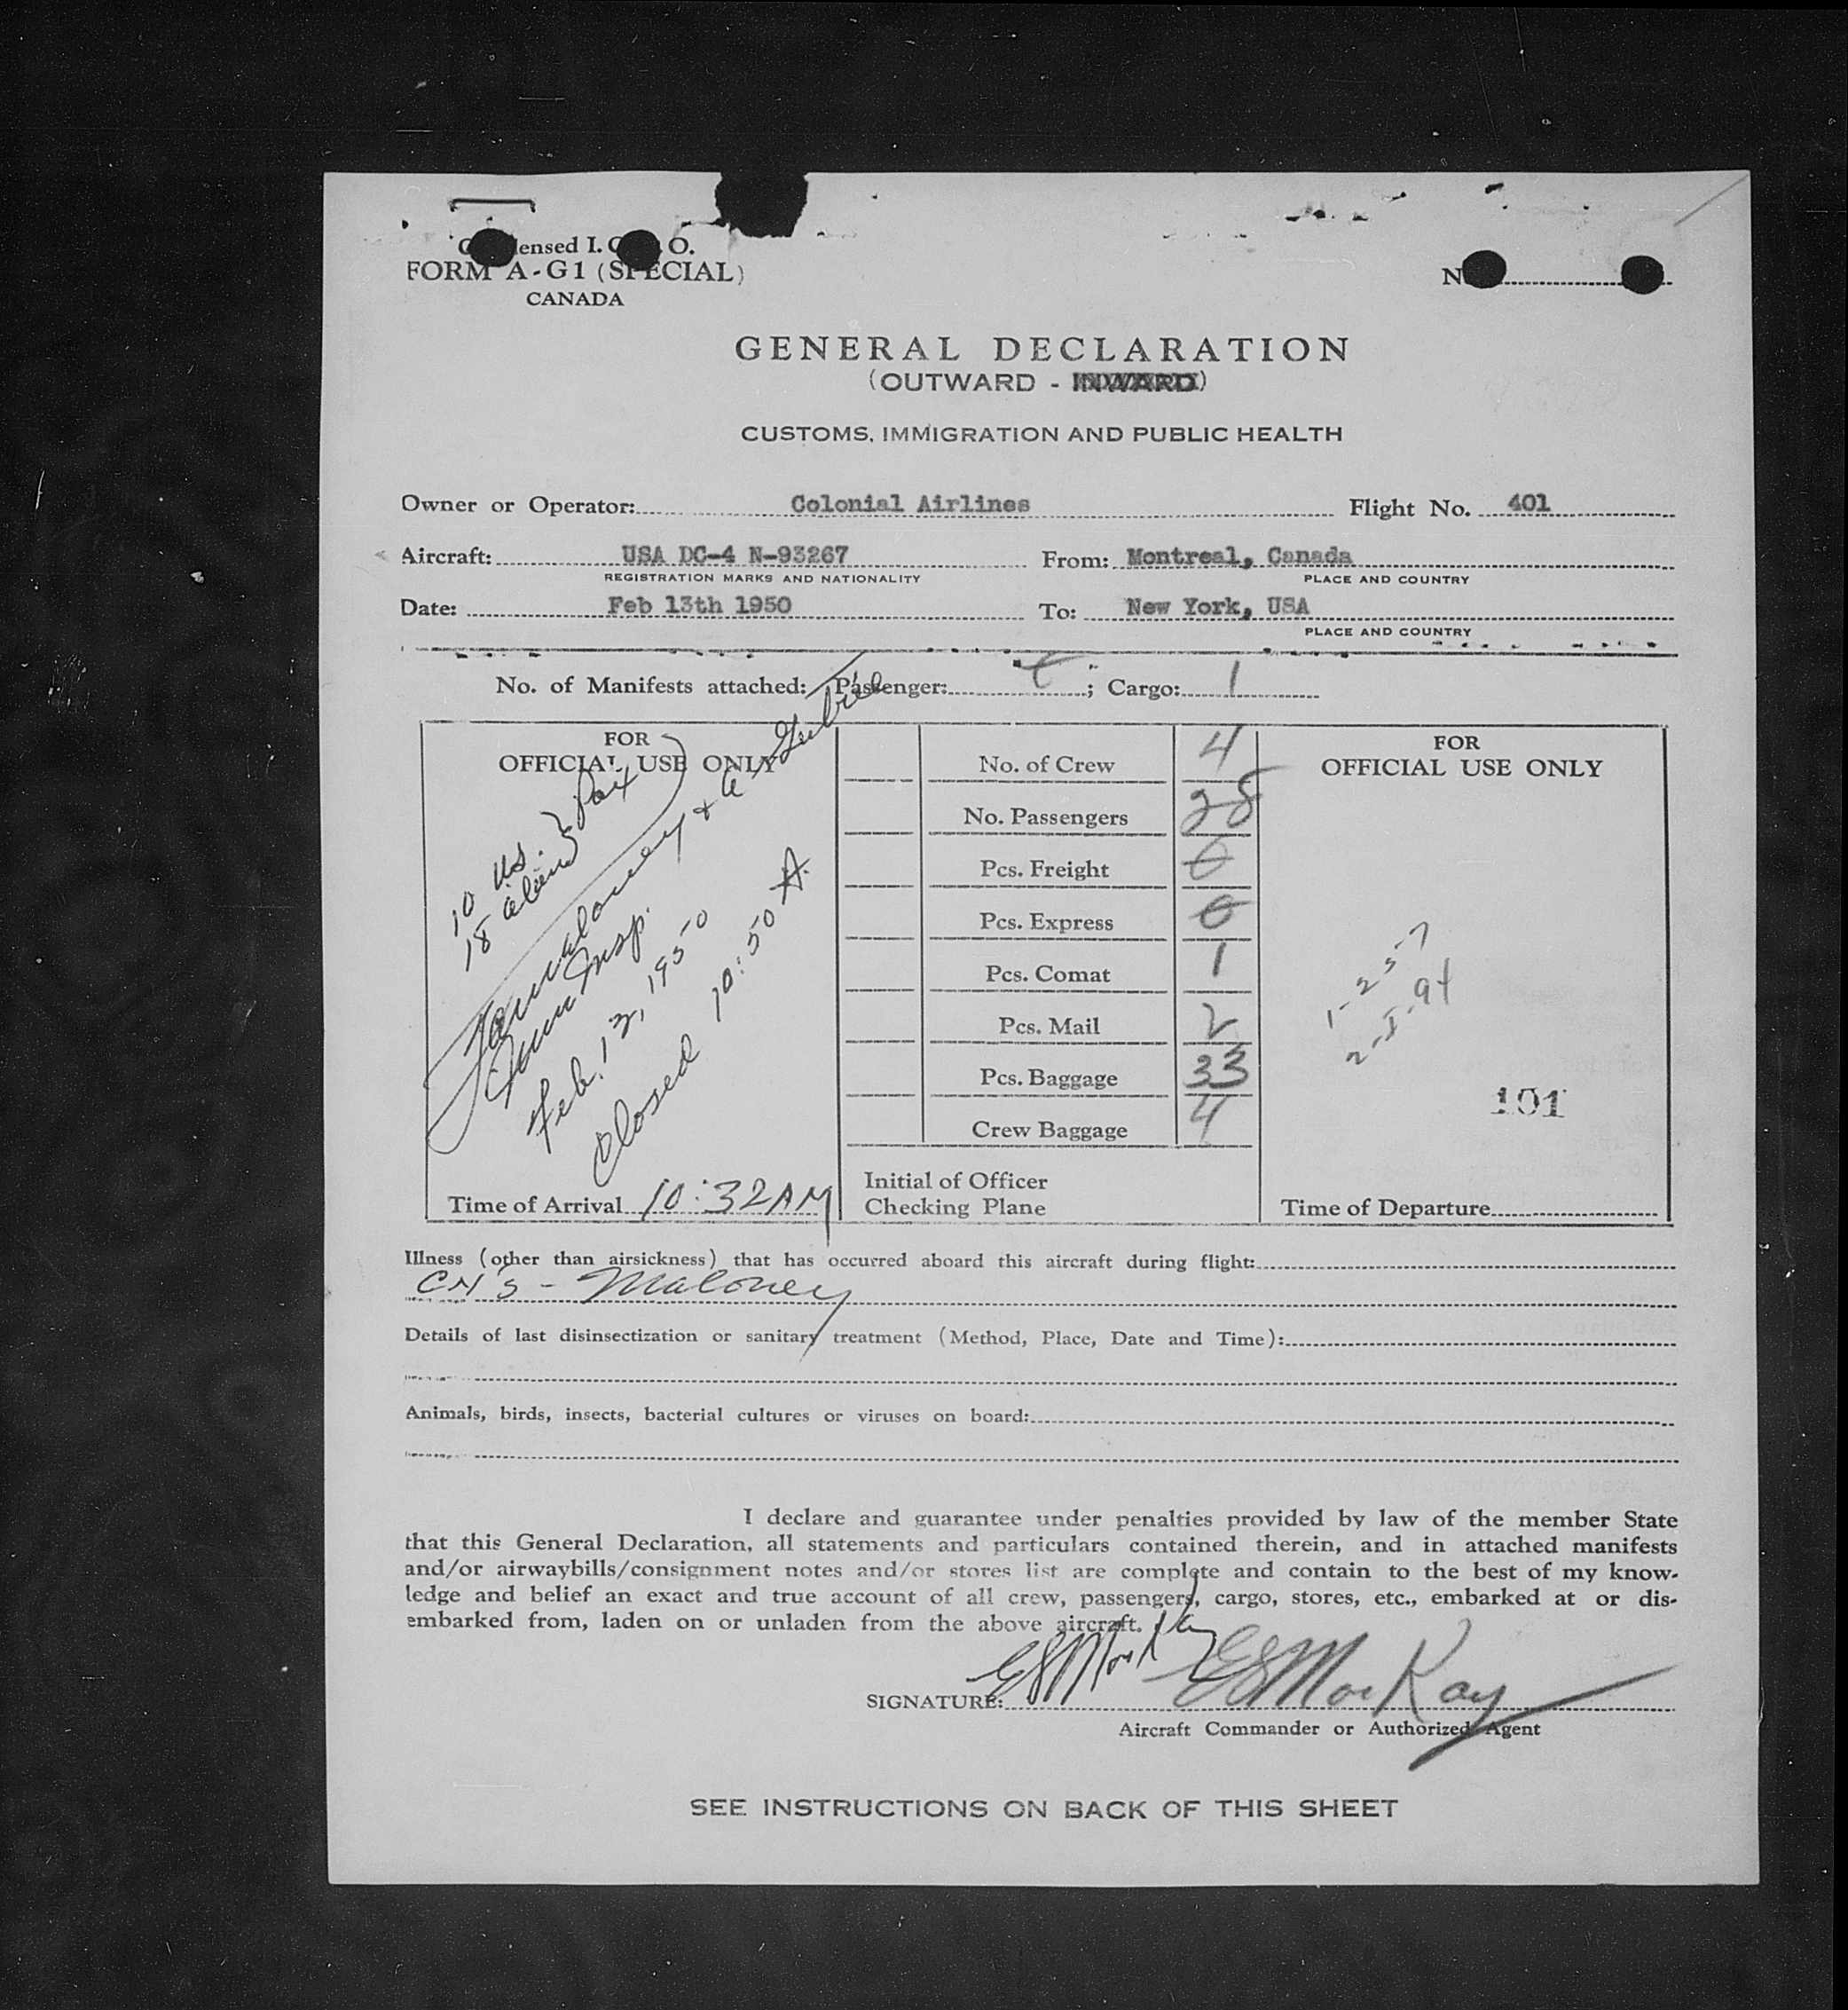 Condensed I. C. A. O.
FORM A-G1 (SPECIAL)
CANADA
GENERAL DECLARATION
(OUTWARD - INWARD)
CUSTOMS, IMMIGRATION AND PUBLIC HEALTH
Owner or Operator: Colonial Airlines Flight No. 401
Aircraft: USA DC-4 N-93267 From: Montreal, Canada
REGISTRATION MARKS AND NATIONALITY PLACE AND COUNTRY
Date: Feb 13th 1950 To: New York, USA
PLACE AND COUNTRY
No. of Manifests attached: Passenger: ; Cargo: 1
FOR
OFFICIAL USE ONLY
10 US. } Pax
18 aliens
Maloney &
Imm Insp.
Feb. 13, 1950
Closed 10:50 A
Time of Arrival 10:32AM
No. of Crew 4
No. Passengers 28
Pcs. Freight 0
Pcs. Express 0
Pcs. Comat 1
Pcs. Mail 2
Pcs. Baggage 33
Crew Baggage 4
Initial of Officer
Checking Plane
FOR
OFFICIAL USE ONLY
1-2 5-7
101
Time of Departure
Illness (other than airsickness) that has occurred aboard this aircraft during flight:
- Maloney
Details of last disinsectization or sanitary treatment (Method, Place, Date and Time):
Animals, birds, insects, bacterial cultures or viruses on board:
I declare and guarantee under penalties provided by law of the member State
that this General Declaration, all statements and particulars contained therein, and in attached manifests
and/or airwaybills/consignment notes and/or stores list are complete and contain to the best of my know-
ledge and belief an exact and true account of all crew, passengers, cargo, stores, etc., embarked at or dis-
embarked from, laden on or unladen from the above aircraft.
SIGNATURE: ESMacKay ESMacKay
Aircraft Commander or Authorized Agent
SEE INSTRUCTIONS ON BACK OF THIS SHEET